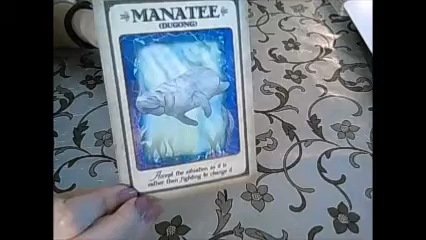 MANATEE
(DUGONG)
Accept the situation as it is
rather than fighting to change it